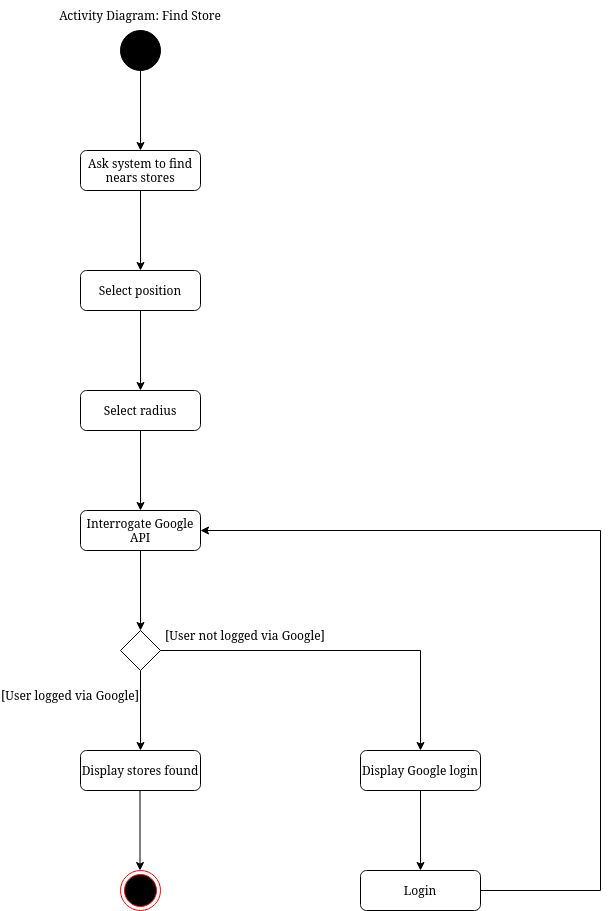 Activity Diagram: Find Store
Ask system to find
nears stores
Select position
Select radius
Interrogate Google
API
[User not logged via Google]
[User logged via Google]
Display stores found
Display Google login
Login